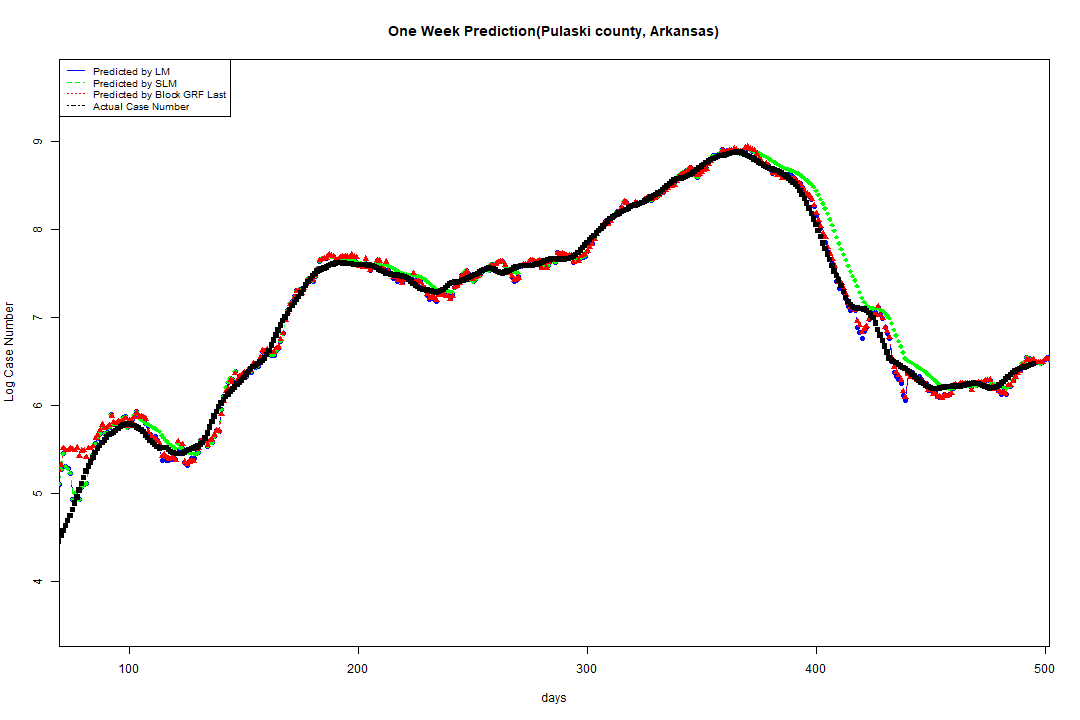 One Week Prediction(Pulaski county, Arkansas)
Predicted by LM
Predicted by SLM
Predicted by Block GRF Last
Actual Case Number
9
8
7
6
5
4
Log Case Number
100 200 300 400 500
days